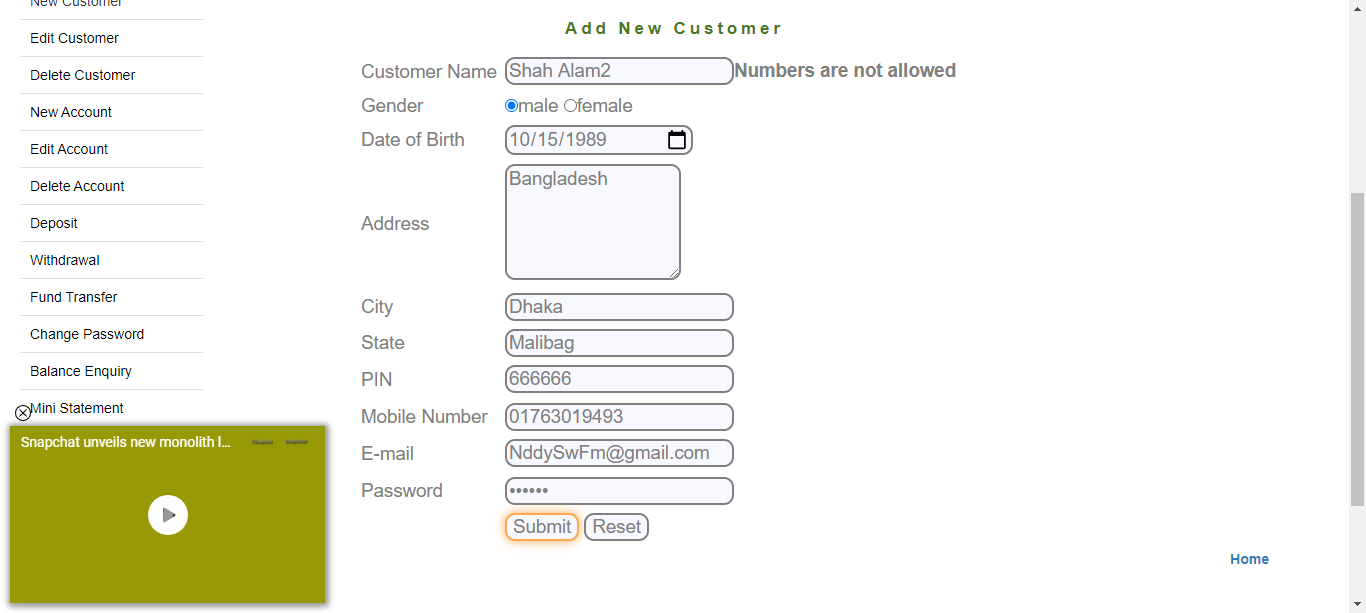 New Customer
Edit Customer
Delete Customer
New Account
Edit Account
Delete Account
Deposit
Withdrawal
Fund Transfer
Change Password
Balance Enquiry
Mini Statement
Snapchat unveils new monolith l...
Add New Customer
Customer Name Shah Alam2 Numbers are not allowed
Gender male female
Date of Birth 10/15/1989
Address Bangladesh
City Dhaka
State Malibag
PIN 666666
Mobile Number 01763019493
E-mail NddySwFm@gmail.com
Password ••••••
Submit Reset
Home